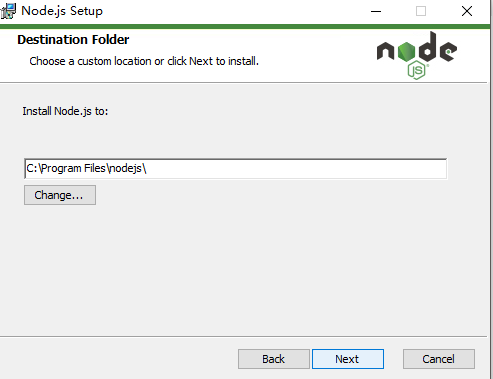 Node.js Setup
Destination Folder
Choose a custom location or click Next to install.
node
JS
Install Node.js to:
C:\Program Files\nodejs\
Change...
Back Next Cancel